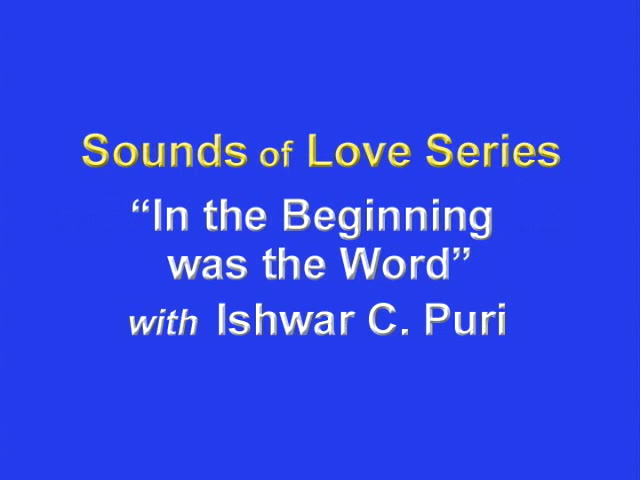 Sounds of Love Series
“In the Beginning
was the Word”
with Ishwar C. Puri